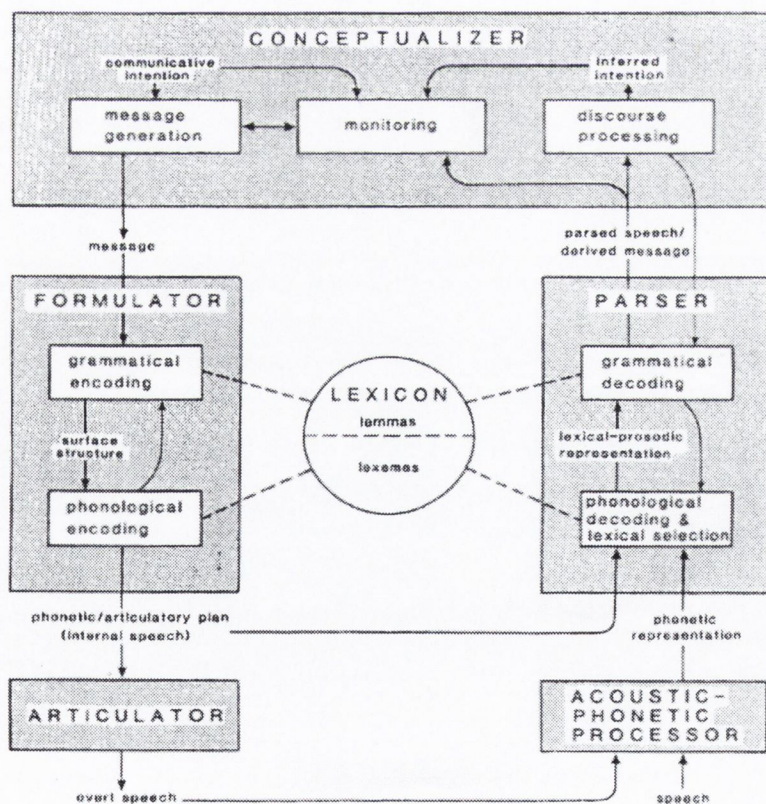 CONCEPTUALIZER
communicative
intention
inferred
intention
message
generation
monitoring
discourse
processing
message
parsed speech/
derived message
FORMULATOR
PARSER
grammatical
encoding
LEXICON
lemmas
lexemes
grammatical
decoding
surface
structure
lexical-prosodic
representation
phonological
encoding
phonological
decoding &
lexical selection
phonetic/articulatory plan
(internal speech)
phonetic
representation
ARTICULATOR
ACOUSTIC-
PHONETIC
PROCESSOR
overt speech
speech